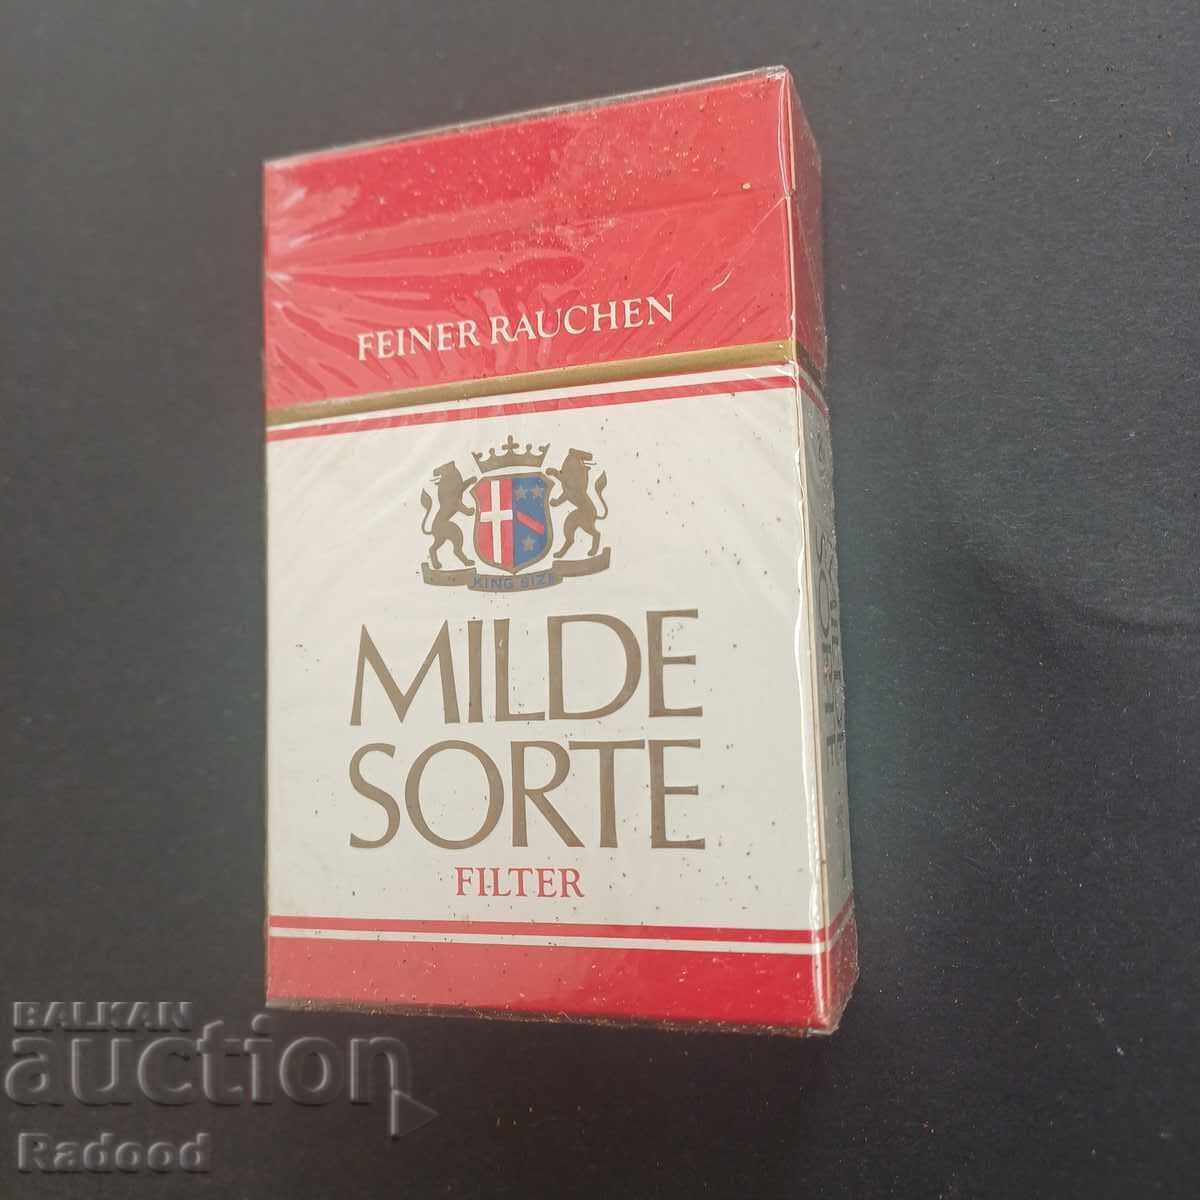 FEINER RAUCHEN
KING SIZE
MILDE
SORTE
FILTER
BALKAN
auction
Radood